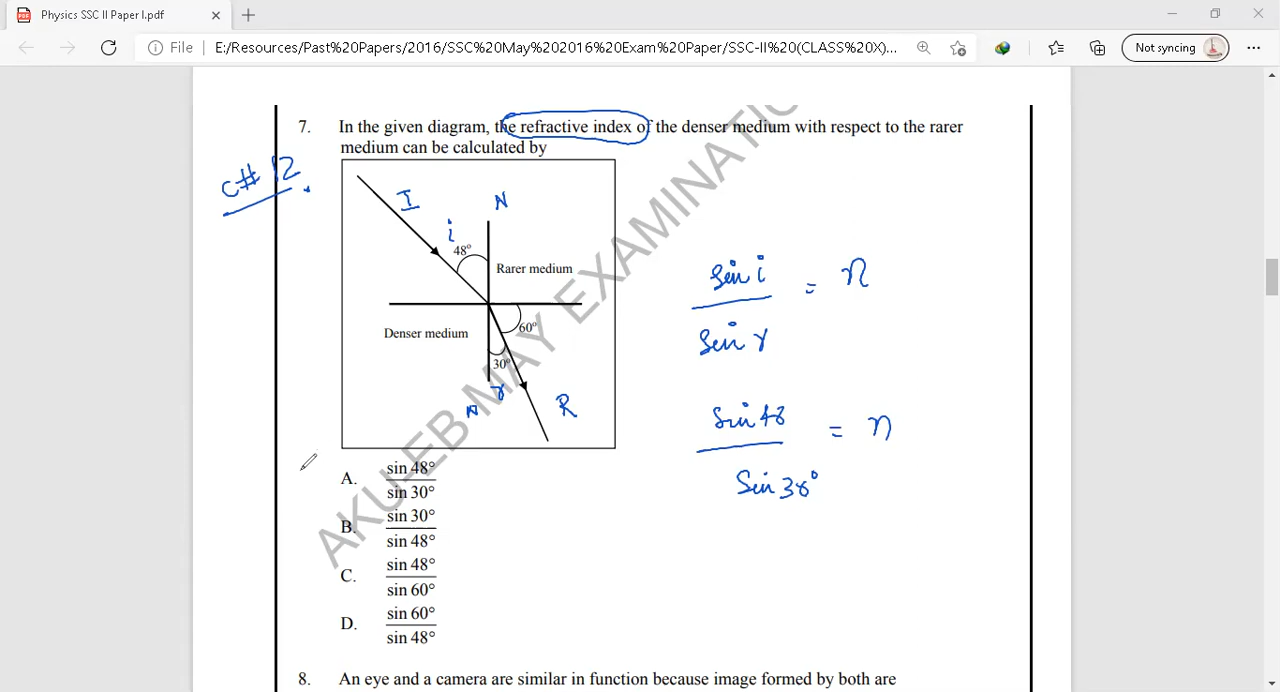 Physics SSC II Paper I.pdf
File | E:/Resources/Past%20Papers/2016/SSC%20May%202016%20Exam%20Paper/SSC-II%20(CLASS%20X)... Not syncing
7. In the given diagram, the refractive index of the denser medium with respect to the rarer
medium can be calculated by
C# 12.
I
N
i
48°
Rarer medium
Denser medium
60°
30°
r
N
R
sin i / sin r = n
sin 48 / sin 30° = n
A. sin 48° / sin 30°
B. sin 30° / sin 48°
C. sin 48° / sin 60°
D. sin 60° / sin 48°
8. An eye and a camera are similar in function because image formed by both are
AKU-EB MAY EXAMINATIO